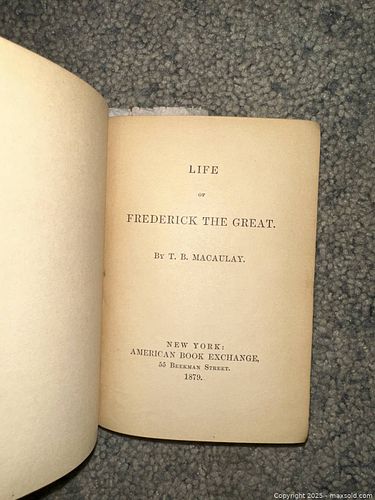 LIFE
OF
FREDERICK THE GREAT.
BY T. B. MACAULAY.
NEW YORK:
AMERICAN BOOK EXCHANGE,
55 BEEKMAN STREET.
1879.
Copyright 2025 - maxsold.com